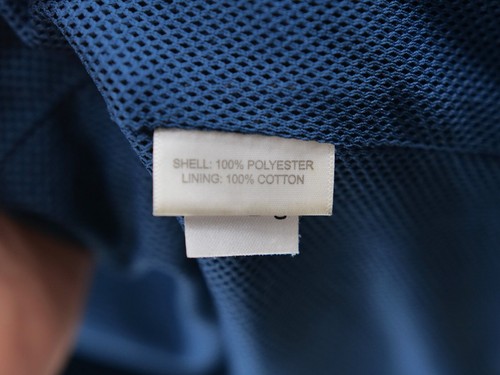 SHELL: 100% POLYESTER
LINING: 100% COTTON